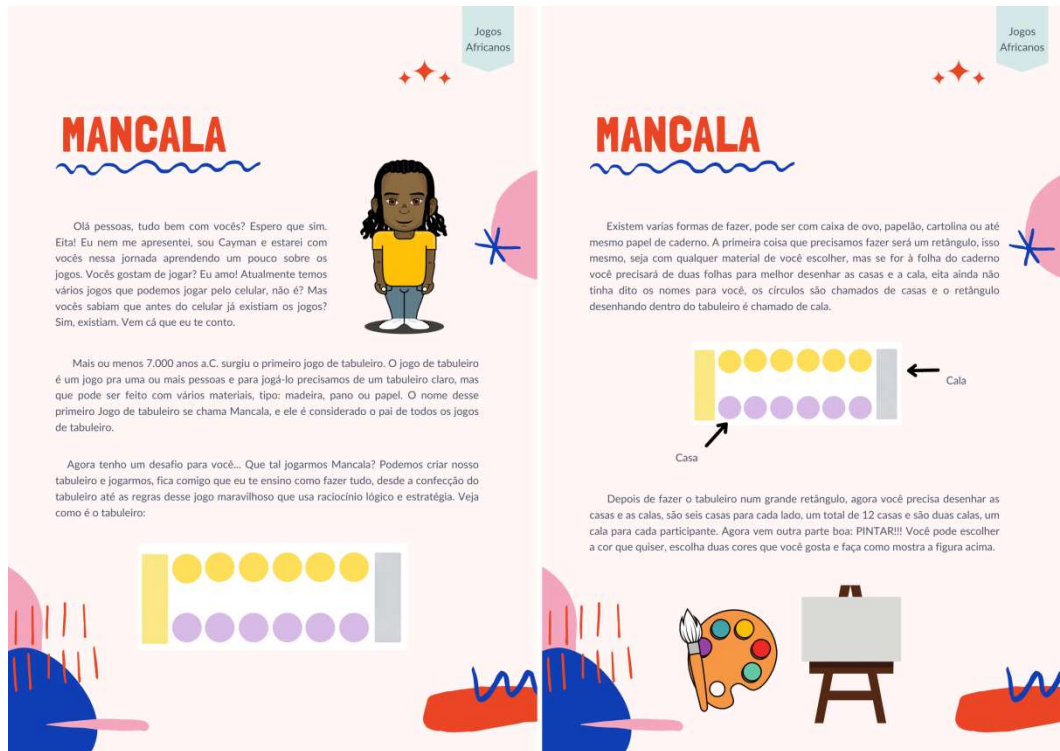 Jogos
Africanos
MANCALA
Olá pessoas, tudo bem com vocês? Espero que sim.
Eita! Eu nem me apresentei, sou Cayman e estarei com
vocês nessa jornada aprendendo um pouco sobre os
jogos. Vocês gostam de jogar? Eu amo! Atualmente temos
vários jogos que podemos jogar pelo celular, não é? Mas
vocês sabiam que antes do celular já existiam os jogos?
Sim, existiam. Vem cá que eu te conto.
Mais ou menos 7.000 anos a.C. surgiu o primeiro jogo de tabuleiro. O jogo de tabuleiro
é um jogo pra uma ou mais pessoas e para jogá-lo precisamos de um tabuleiro claro, mas
que pode ser feito com vários materiais, tipo: madeira, pano ou papel. O nome desse
primeiro Jogo de tabuleiro se chama Mancala, e ele é considerado o pai de todos os jogos
de tabuleiro.
Agora tenho um desafio para você... Que tal jogarmos Mancala? Podemos criar nosso
tabuleiro e jogarmos, fica comigo que eu te ensino como fazer tudo, desde a confecção do
tabuleiro até as regras desse jogo maravilhoso que usa raciocínio lógico e estratégia. Veja
como é o tabuleiro:
Jogos
Africanos
MANCALA
Existem varias formas de fazer, pode ser com caixa de ovo, papelão, cartolina ou até
mesmo papel de caderno. A primeira coisa que precisamos fazer será um retângulo, isso
mesmo, seja com qualquer material de você escolher, mas se for à folha do caderno
você precisará de duas folhas para melhor desenhar as casas e a cala, eita ainda não
tinha dito os nomes para você, os círculos são chamados de casas e o retângulo
desenhando dentro do tabuleiro é chamado de cala.
Cala
Casa
Depois de fazer o tabuleiro num grande retângulo, agora você precisa desenhar as
casas e as calas, são seis casas para cada lado, um total de 12 casas e são duas calas, um
cala para cada participante. Agora vem outra parte boa: PINTAR!!! Você pode escolher
a cor que quiser, escolha duas cores que você gosta e faça como mostra a figura acima.